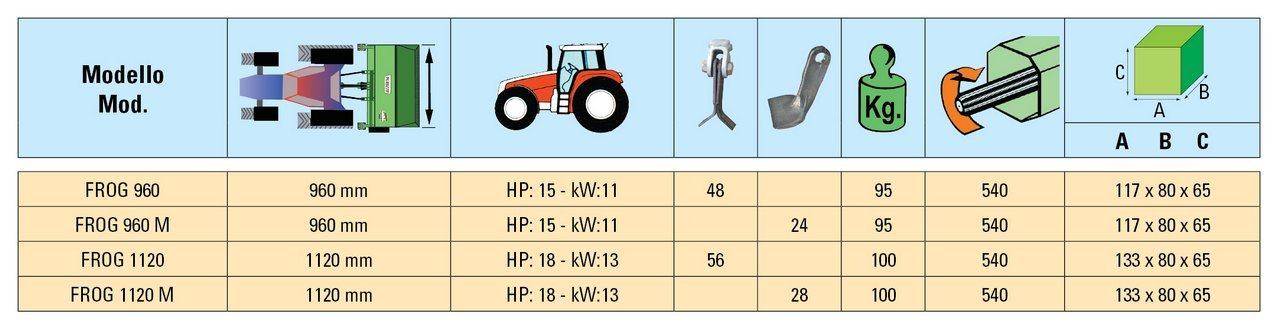 Modello
Mod.
Kg.
C
B
A
A B C
FROG 960 960 mm HP: 15 - kW:11 48 95 540 117 x 80 x 65
FROG 960 M 960 mm HP: 15 - kW:11 24 95 540 117 x 80 x 65
FROG 1120 1120 mm HP: 18 - kW:13 56 100 540 133 x 80 x 65
FROG 1120 M 1120 mm HP: 18 - kW:13 28 100 540 133 x 80 x 65